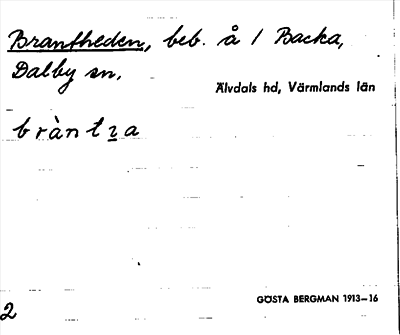 Brantheden, beb. å 1 Backa,
Dalby sn.
Älvdals hd, Värmlands län
bràntza
GÖSTA BERGMAN 1913–16
2